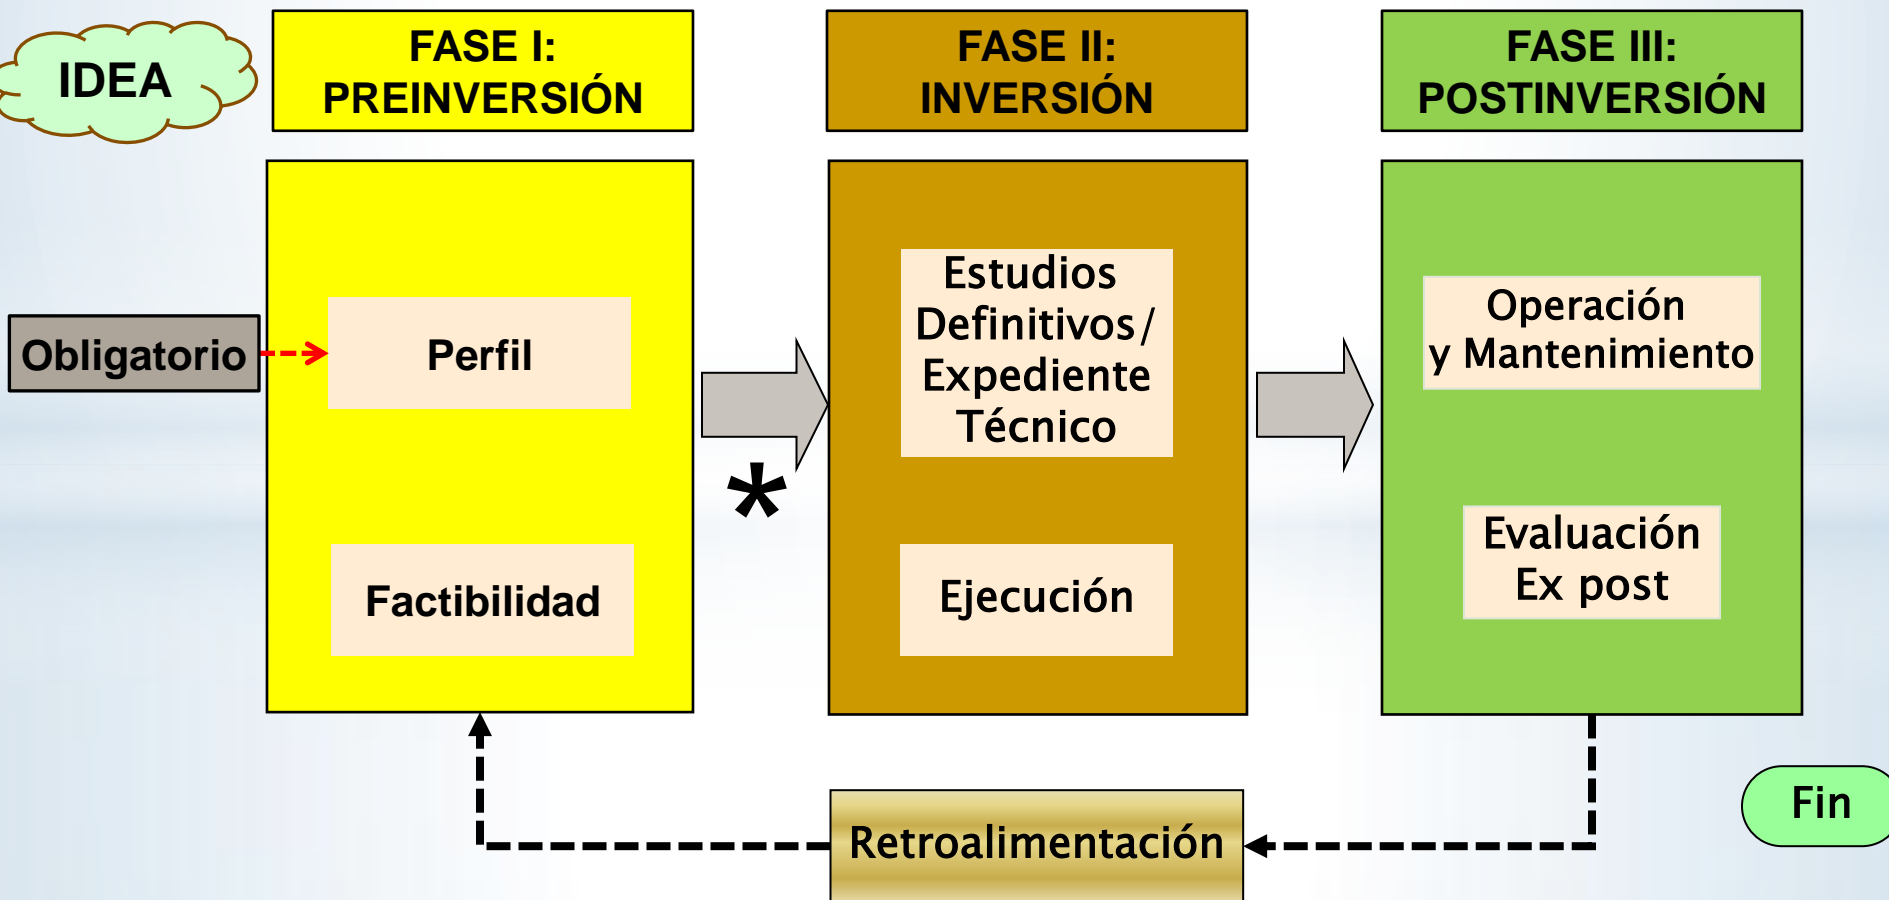 IDEA
FASE I:
PREINVERSIÓN
FASE II:
INVERSIÓN
FASE III:
POSTINVERSIÓN
Obligatorio
Perfil
Factibilidad
*
Estudios
Definitivos/
Expediente
Técnico
Ejecución
Operación
y Mantenimiento
Evaluación
Ex post
Retroalimentación
Fin